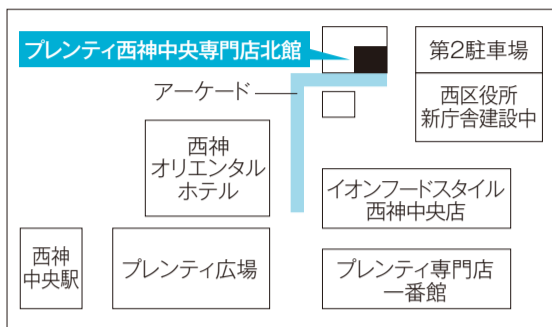 プレンティ西神中央専門店北館
第2駐車場
アーケード
西区役所
新庁舎建設中
西神
オリエンタル
ホテル
イオンフードスタイル
西神中央店
西神
中央駅
プレンティ広場
プレンティ専門店
一番館